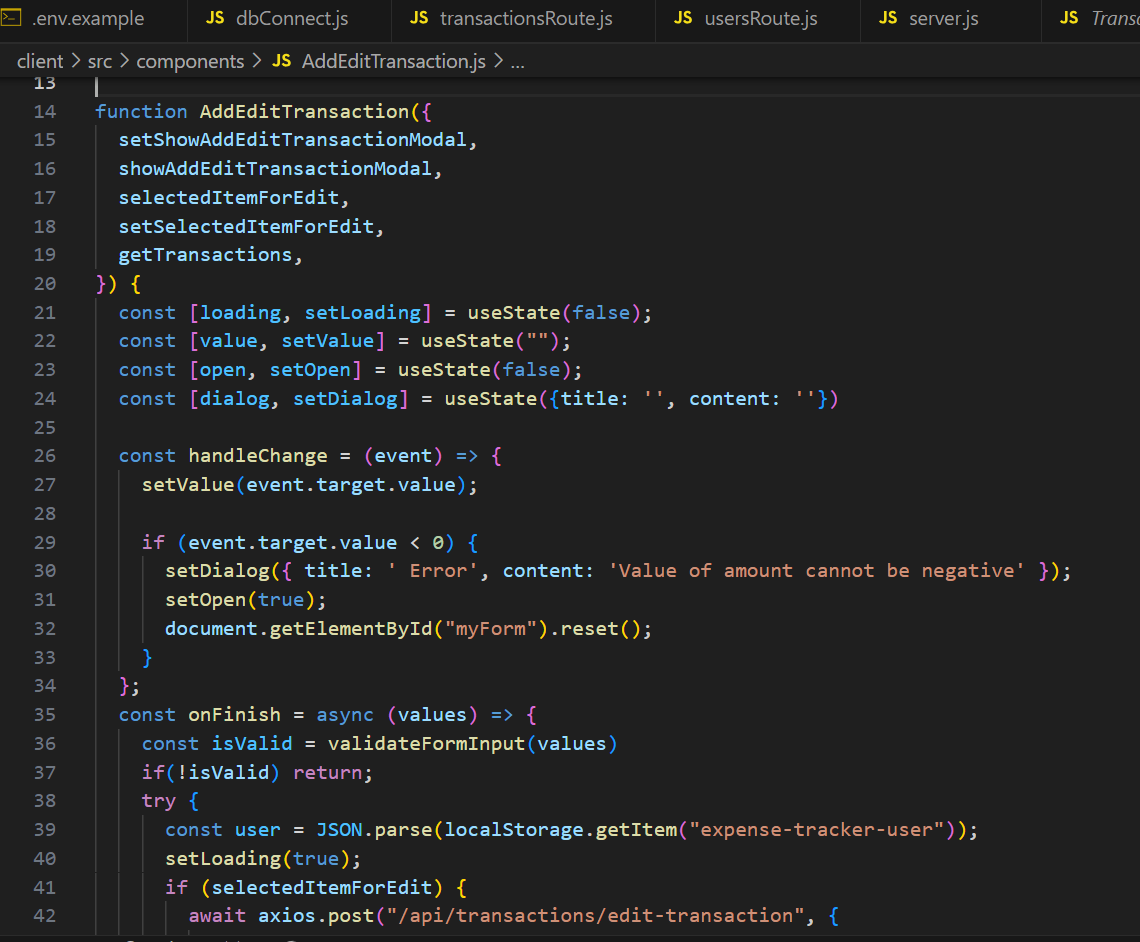 .env.example JS dbConnect.js JS transactionsRoute.js JS usersRoute.js JS server.js JS Transa
client > src > components > JS AddEditTransaction.js > ...
13
14 function AddEditTransaction({
15 setShowAddEditTransactionModal,
16 showAddEditTransactionModal,
17 selectedItemForEdit,
18 setSelectedItemForEdit,
19 getTransactions,
20 }) {
21 const [loading, setLoading] = useState(false);
22 const [value, setValue] = useState("");
23 const [open, setOpen] = useState(false);
24 const [dialog, setDialog] = useState({title: '', content: ''})
25
26 const handleChange = (event) => {
27 setValue(event.target.value);
28
29 if (event.target.value < 0) {
30 setDialog({ title: ' Error', content: 'Value of amount cannot be negative' });
31 setOpen(true);
32 document.getElementById("myForm").reset();
33 }
34 };
35 const onFinish = async (values) => {
36 const isValid = validateFormInput(values)
37 if(!isValid) return;
38 try {
39 const user = JSON.parse(localStorage.getItem("expense-tracker-user"));
40 setLoading(true);
41 if (selectedItemForEdit) {
42 await axios.post("/api/transactions/edit-transaction", {